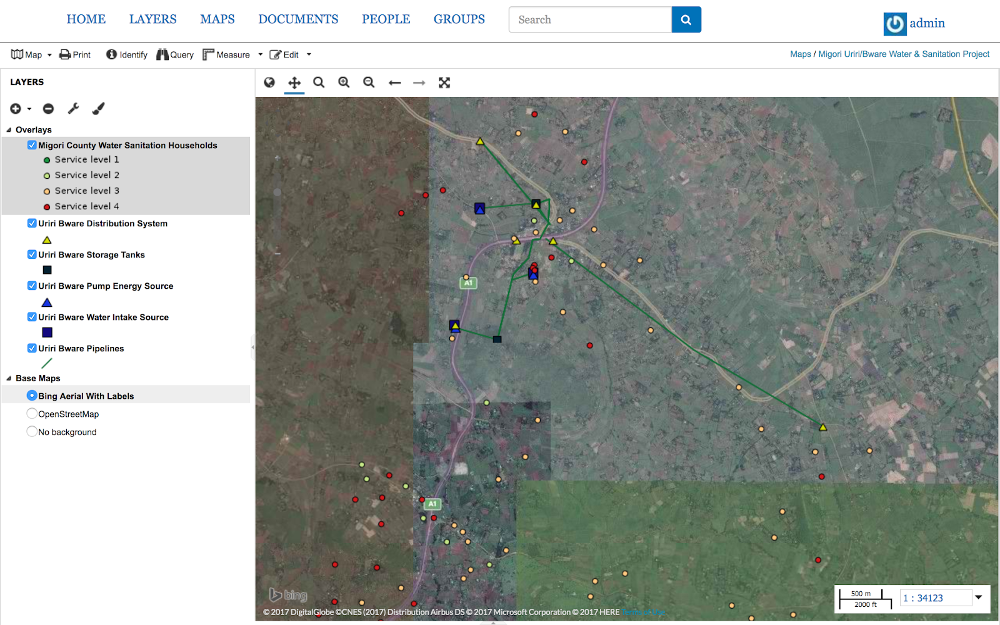 HOME LAYERS MAPS DOCUMENTS PEOPLE GROUPS Search admin
Map Print Identify Query Measure Edit Maps / Migori Uriri/Bware Water & Sanitation Project
LAYERS
Overlays
Migori County Water Sanitation Households
Service level 1
Service level 2
Service level 3
Service level 4
Uriri Bware Distribution System
Uriri Bware Storage Tanks
Uriri Bware Pump Energy Source
Uriri Bware Water Intake Source
Uriri Bware Pipelines
Base Maps
Bing Aerial With Labels
OpenStreetMap
No background
A1
A1
bing
© 2017 DigitalGlobe ©CNES (2017) Distribution Airbus DS © 2017 Microsoft Corporation © 2017 HERE Terms of Use
500 m
2000 ft
1 : 34123